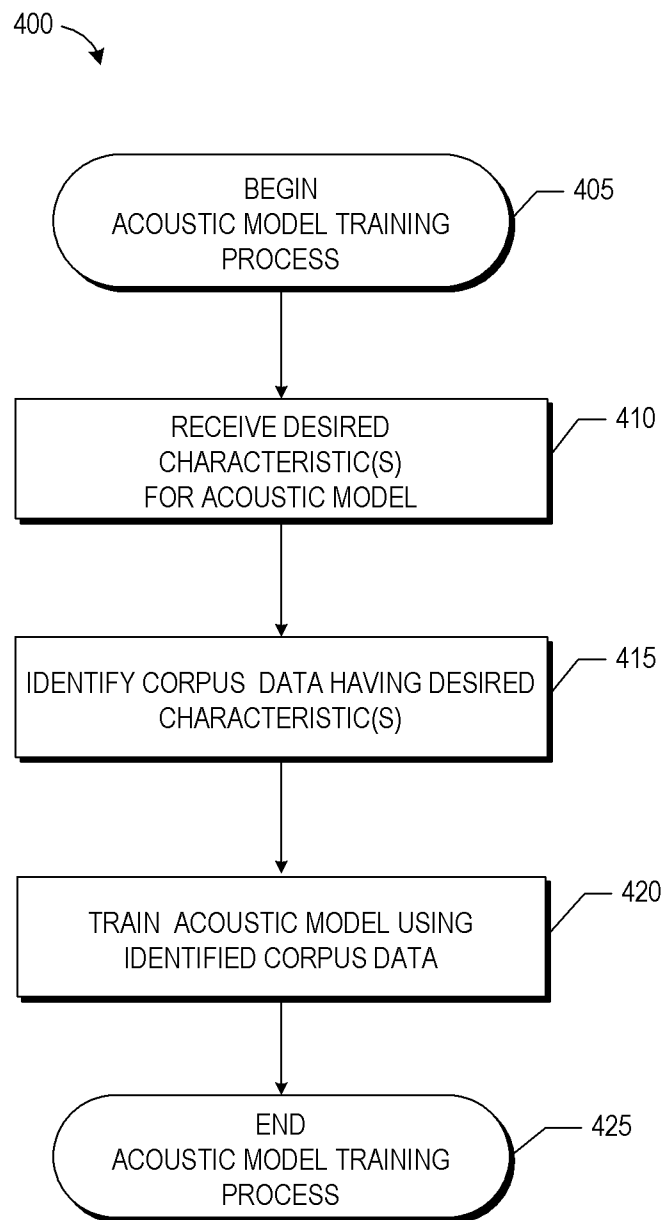 400
BEGIN
ACOUSTIC MODEL TRAINING
PROCESS
405
RECEIVE DESIRED
CHARACTERISTIC(S)
FOR ACOUSTIC MODEL
410
IDENTIFY CORPUS DATA HAVING DESIRED
CHARACTERISTIC(S)
415
TRAIN ACOUSTIC MODEL USING
IDENTIFIED CORPUS DATA
420
END
ACOUSTIC MODEL TRAINING
PROCESS
425